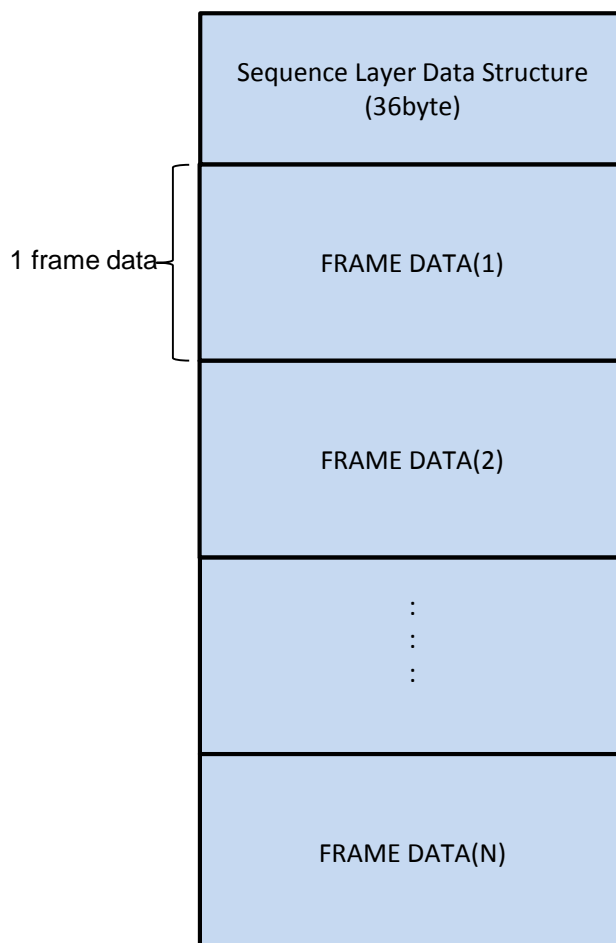 Sequence Layer Data Structure
(36byte)
1 frame data
FRAME DATA(1)
FRAME DATA(2)
:
:
:
FRAME DATA(N)